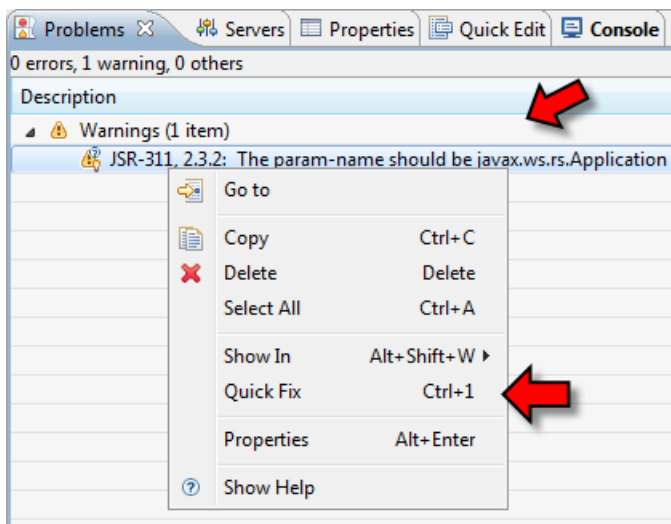 Problems Servers Properties Quick Edit Console
0 errors, 1 warning, 0 others
Description
Warnings (1 item)
JSR-311, 2.3.2: The param-name should be javax.ws.rs.Application
Go to
Copy Ctrl+C
Delete Delete
Select All Ctrl+A
Show In Alt+Shift+W
Quick Fix Ctrl+1
Properties Alt+Enter
Show Help